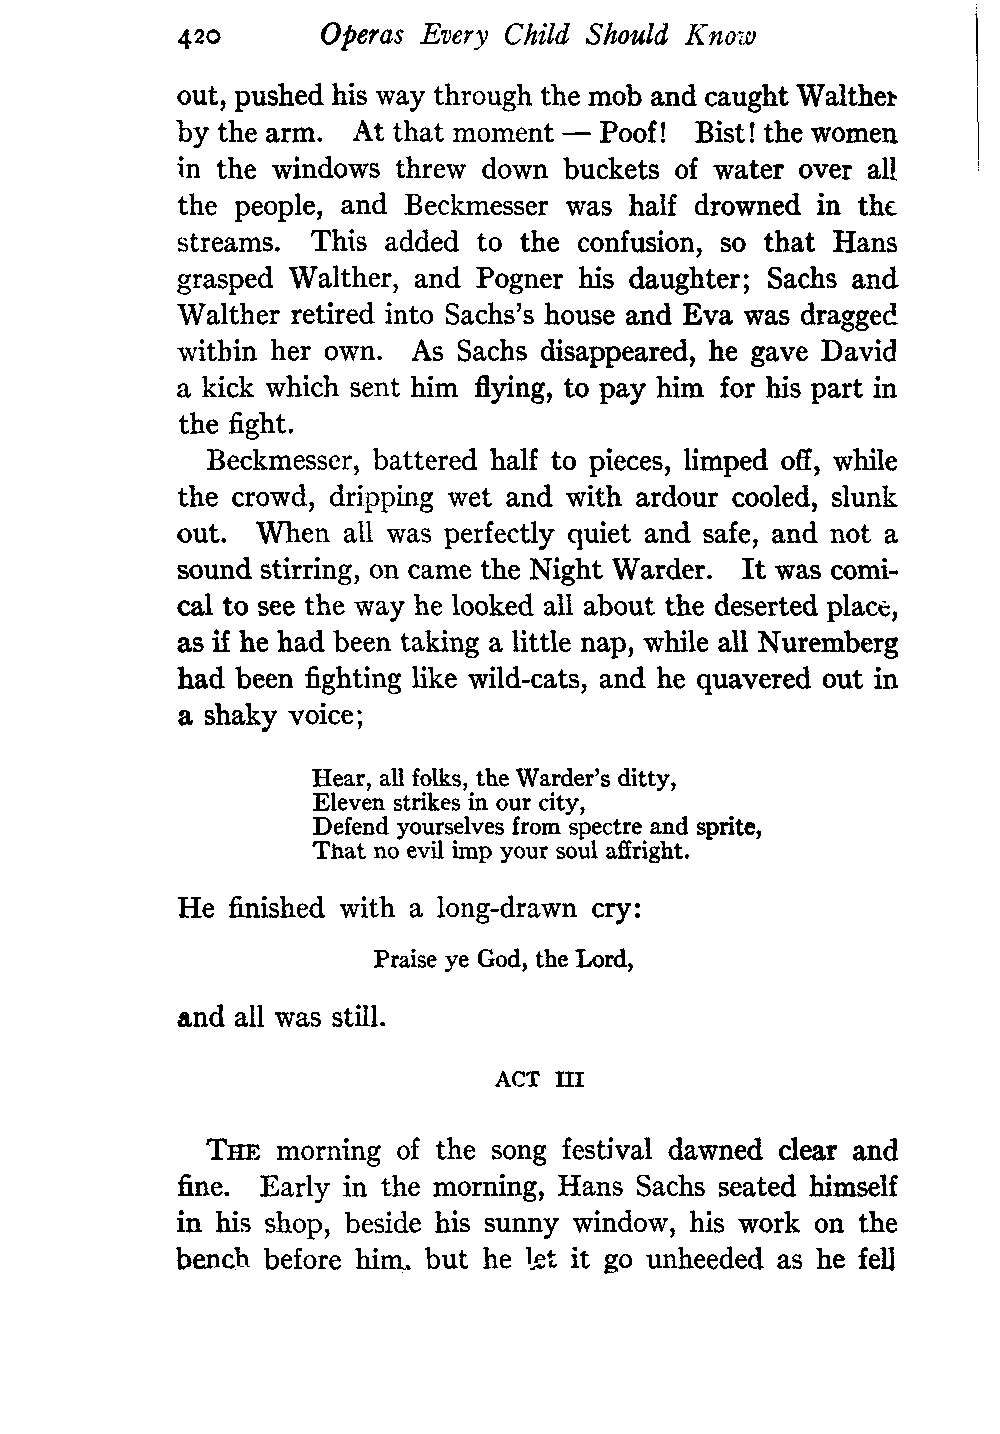 420 Operas Every Child Should Know
out, pushed his way through the mob and caught Walther
by the arm. At that moment — Poof! Bist! the women
in the windows threw down buckets of water over all
the people, and Beckmesser was half drowned in the
streams. This added to the confusion, so that Hans
grasped Walther, and Pogner his daughter; Sachs and
Walther retired into Sachs's house and Eva was dragged
within her own. As Sachs disappeared, he gave David
a kick which sent him flying, to pay him for his part in
the fight.
Beckmesser, battered half to pieces, limped off, while
the crowd, dripping wet and with ardour cooled, slunk
out. When all was perfectly quiet and safe, and not a
sound stirring, on came the Night Warder. It was comi-
cal to see the way he looked all about the deserted place,
as if he had been taking a little nap, while all Nuremberg
had been fighting like wild-cats, and he quavered out in
a shaky voice;
Hear, all folks, the Warder's ditty,
Eleven strikes in our city,
Defend yourselves from spectre and sprite,
That no evil imp your soul affright.
He finished with a long-drawn cry:
Praise ye God, the Lord,
and all was still.
ACT III
THE morning of the song festival dawned clear and
fine. Early in the morning, Hans Sachs seated himself
in his shop, beside his sunny window, his work on the
bench before him, but he let it go unheeded as he fell